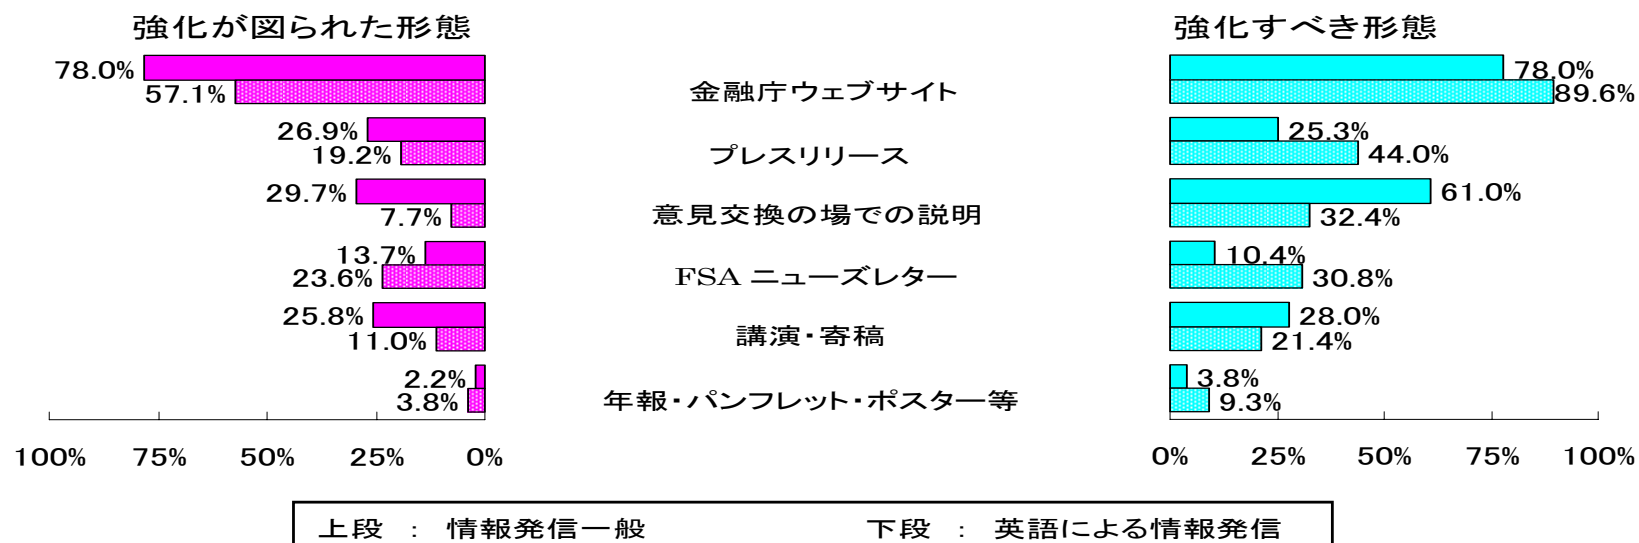 強化が図られた形態
強化すべき形態
78.0%
57.1%
金融庁ウェブサイト
78.0%
89.6%
26.9%
19.2%
プレスリリース
25.3%
44.0%
29.7%
7.7%
意見交換の場での説明
61.0%
32.4%
13.7%
23.6%
FSA ニューズレター
10.4%
30.8%
25.8%
11.0%
講演・寄稿
28.0%
21.4%
2.2%
3.8%
年報・パンフレット・ポスター等
3.8%
9.3%
100% 75% 50% 25% 0%
0% 25% 50% 75% 100%
上段 : 情報発信一般 下段 : 英語による情報発信